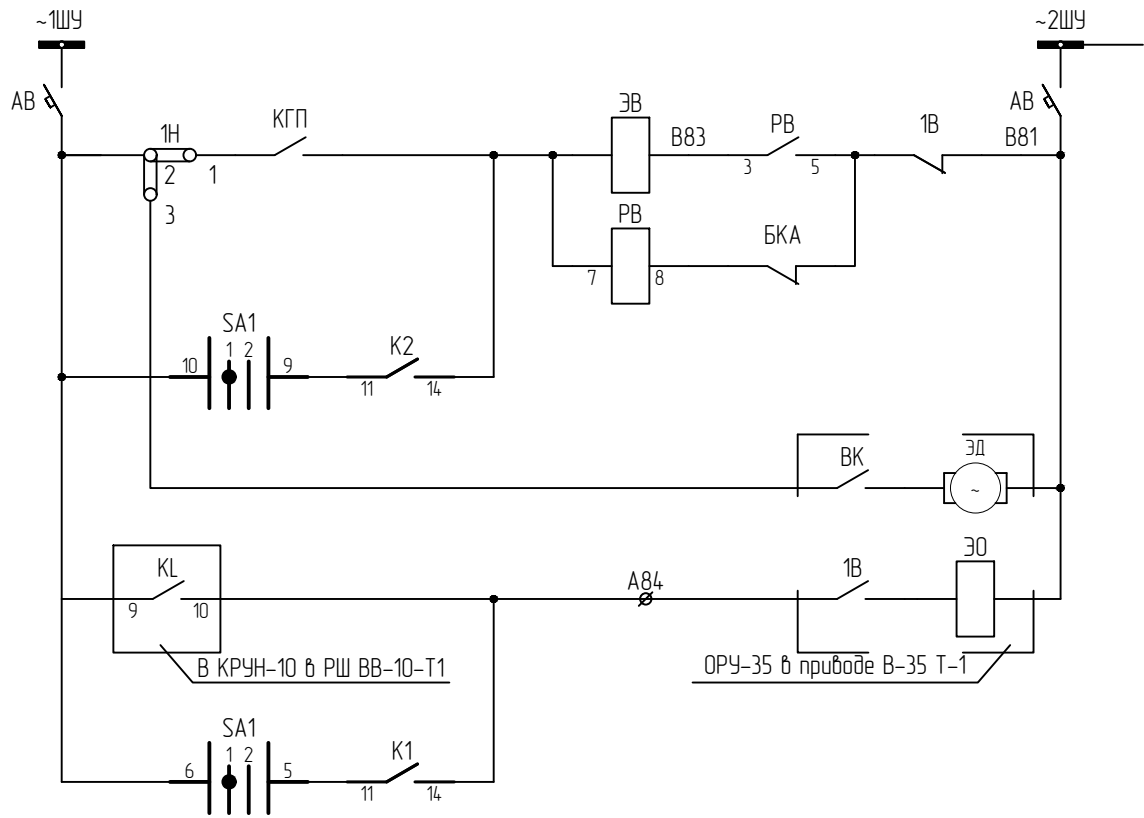 ~1ШУ
~2ШУ
АВ
АВ
1Н
КГП
ЭВ
В83
РВ
1В
В81
2
1
3
5
3
РВ
БКА
7
8
SA1
К2
10
1
2
9
11
14
ВК
ЭД
~
KL
А84
1В
ЭО
9
10
В КРУН-10 в РШ ВВ-10-Т1
ОРУ-35 в приводе В-35 Т-1
SA1
К1
6
1
2
5
11
14